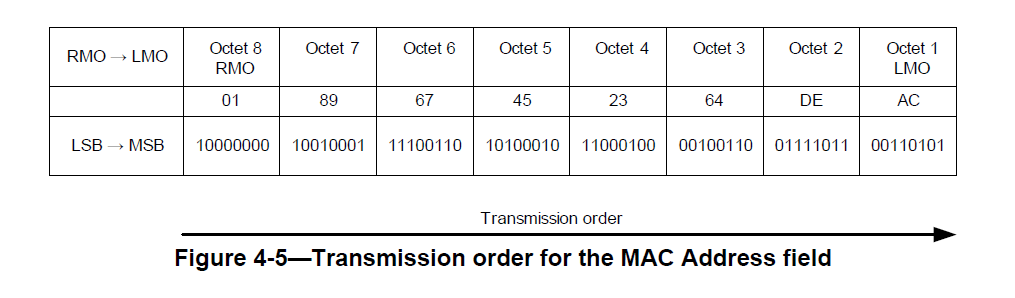 RMO → LMO Octet 8 RMO Octet 7 Octet 6 Octet 5 Octet 4 Octet 3 Octet 2 Octet 1 LMO
01 89 67 45 23 64 DE AC
LSB → MSB 10000000 10010001 11100110 10100010 11000100 00100110 01111011 00110101
Transmission order
Figure 4-5—Transmission order for the MAC Address field